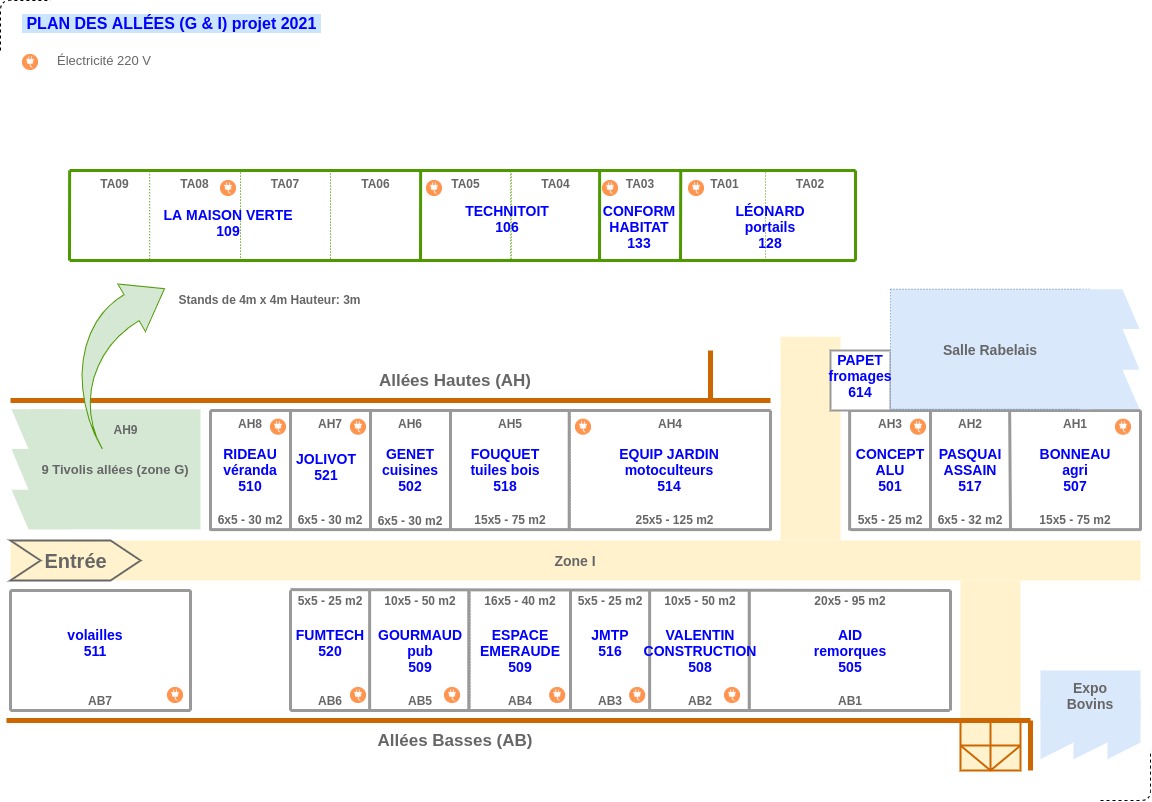 PLAN DES ALLÉES (G & I) projet 2021
Électricité 220 V
TA09
TA08
TA07
TA06
TA05
TA04
TA03
TA01
TA02
LA MAISON VERTE
109
TECHNITOIT
106
CONFORM
HABITAT
133
LÉONARD
portails
128
Stands de 4m x 4m Hauteur: 3m
Allées Hautes (AH)
PAPET
fromages
614
Salle Rabelais
AH9
9 Tivolis allées (zone G)
AH8
RIDEAU
véranda
510
6x5 - 30 m2
AH7
JOLIVOT
521
6x5 - 30 m2
AH6
GENET
cuisines
502
6x5 - 30 m2
AH5
FOUQUET
tuiles bois
518
15x5 - 75 m2
AH4
EQUIP JARDIN
motoculteurs
514
25x5 - 125 m2
AH3
CONCEPT
ALU
501
5x5 - 25 m2
AH2
PASQUAI
ASSAIN
517
6x5 - 32 m2
AH1
BONNEAU
agri
507
15x5 - 75 m2
Entrée
Zone I
volailles
511
AB7
5x5 - 25 m2
FUMTECH
520
AB6
10x5 - 50 m2
GOURMAUD
pub
509
AB5
16x5 - 40 m2
ESPACE
EMERAUDE
509
AB4
5x5 - 25 m2
JMTP
516
AB3
10x5 - 50 m2
VALENTIN
CONSTRUCTION
508
AB2
20x5 - 95 m2
AID
remorques
505
AB1
Expo
Bovins
Allées Basses (AB)